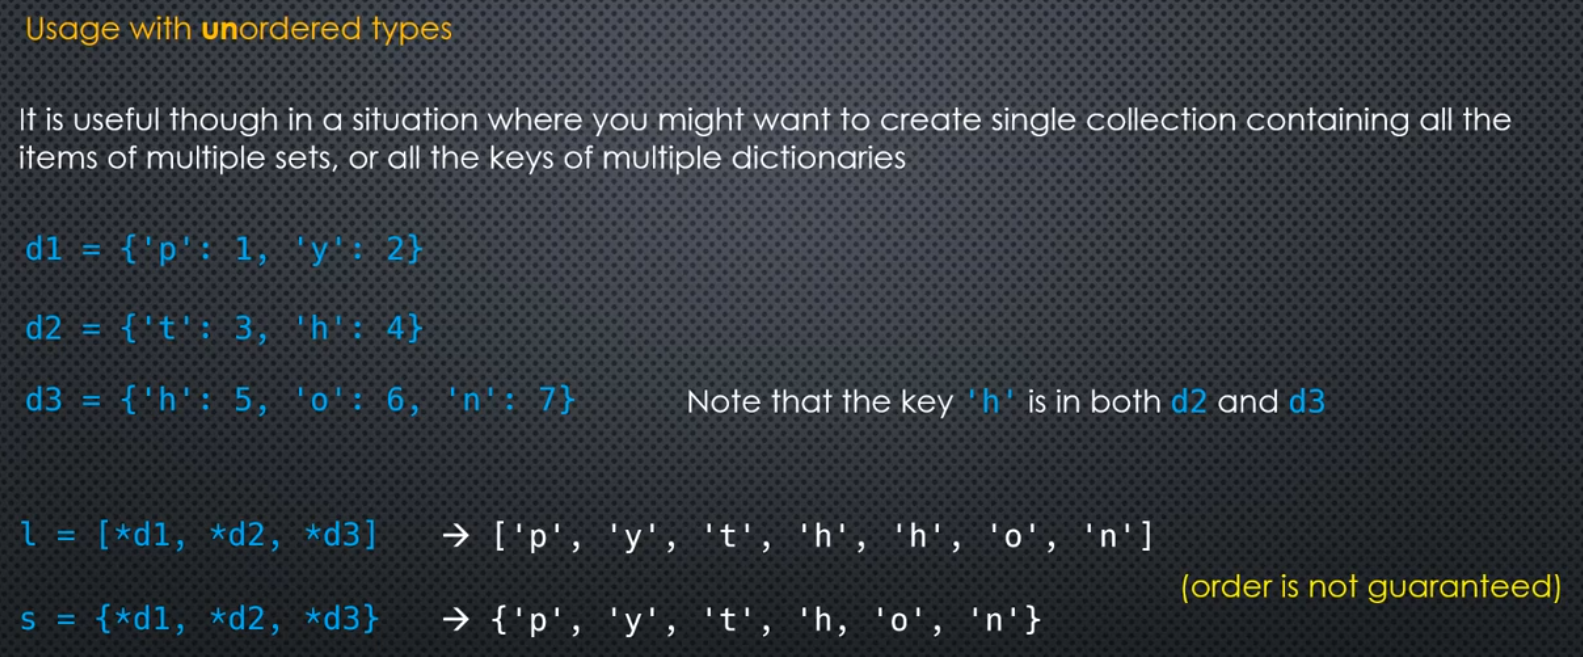 Usage with unordered types
It is useful though in a situation where you might want to create single collection containing all the
items of multiple sets, or all the keys of multiple dictionaries
d1 = {'p': 1, 'y': 2}
d2 = {'t': 3, 'h': 4}
d3 = {'h': 5, 'o': 6, 'n': 7} Note that the key 'h' is in both d2 and d3
l = [*d1, *d2, *d3] → ['p', 'y', 't', 'h', 'h', 'o', 'n']
(order is not guaranteed)
s = {*d1, *d2, *d3} → {'p', 'y', 't', 'h, 'o', 'n'}